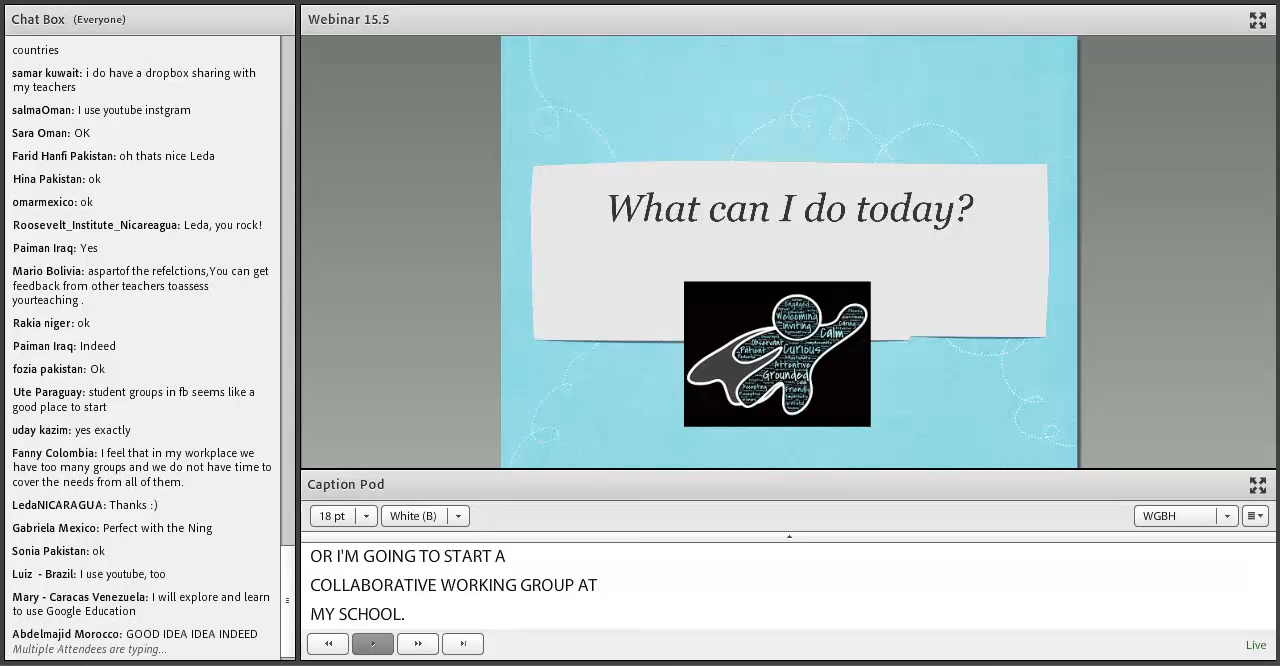 Chat Box (Everyone)
countries
samar kuwait: i do have a dropbox sharing with
my teachers
salmaOman: I use youtube instgram
Sara Oman: OK
Farid Hanfi Pakistan: oh thats nice Leda
Hina Pakistan: ok
omarmexico: ok
Roosevelt_Institute_Nicareagua: Leda, you rock!
Paiman Iraq: Yes
Mario Bolivia: aspartof the refelctions,You can get
feedback from other teachers toassess
yourteaching .
Rakia niger: ok
Paiman Iraq: Indeed
fozia pakistan: Ok
Ute Paraguay: student groups in fb seems like a
good place to start
uday kazim: yes exactly
Fanny Colombia: I feel that in my workplace we
have too many groups and we do not have time to
cover the needs from all of them.
LedaNICARAGUA: Thanks :)
Gabriela Mexico: Perfect with the Ning
Sonia Pakistan: ok
Luiz - Brazil: I use youtube, too
Mary - Caracas Venezuela: I will explore and learn
to use Google Education
Abdelmajid Morocco: GOOD IDEA IDEA INDEED
Multiple Attendees are typing...
Webinar 15.5
What can I do today?
Engaged
Welcoming
Inviting
Calm
Caring
Observant
Patient
Curious
Attentive
Grounded
Friendly
Accepting
Caption Pod
18 pt
White (B)
WGBH
OR I'M GOING TO START A
COLLABORATIVE WORKING GROUP AT
MY SCHOOL.
Live